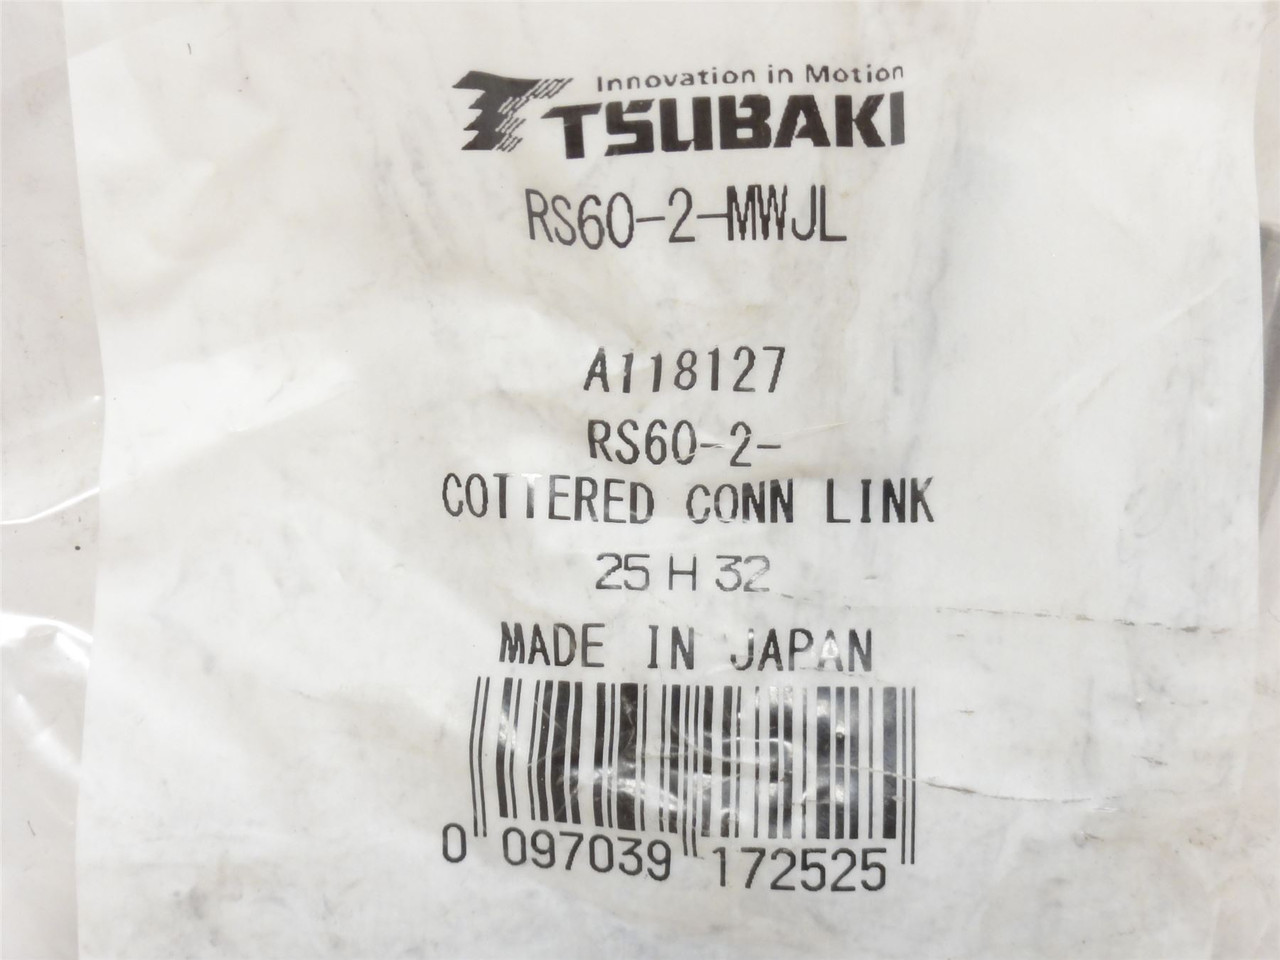 Innovation in Motion
TSUBAKI
RS60-2-MWJL
A118127
RS60-2-
COTTERED CONN LINK
25 H 32
MADE IN JAPAN
0 097039 172525